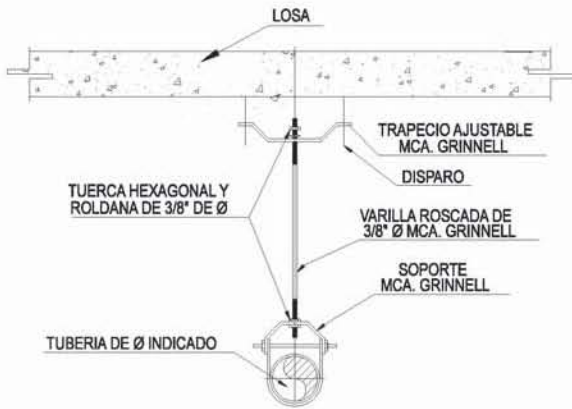 LOSA
TRAPECIO AJUSTABLE
MCA. GRINNELL
DISPARO
TUERCA HEXAGONAL Y
ROLDANA DE 3/8" DE Ø
VARILLA ROSCADA DE
3/8" Ø MCA. GRINNELL
SOPORTE
MCA. GRINNELL
TUBERIA DE Ø INDICADO